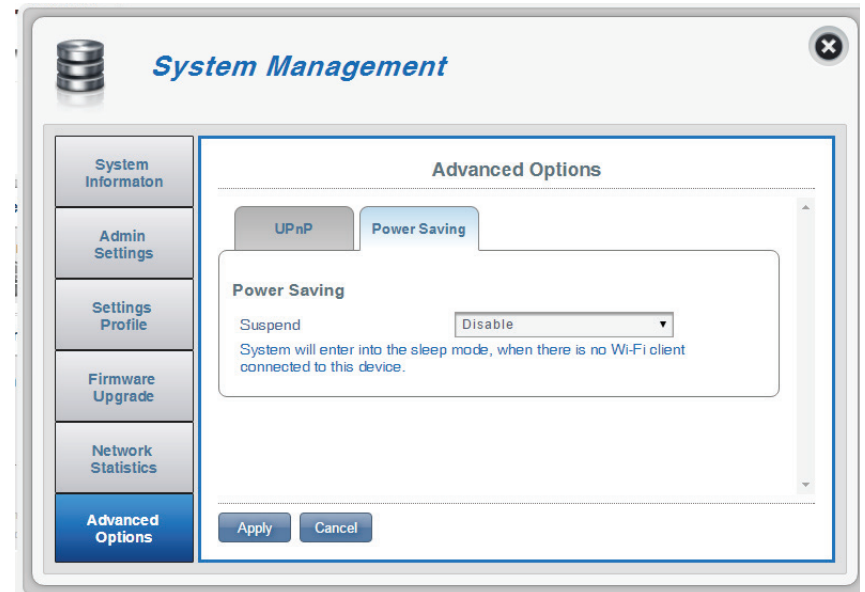 System Management
System
Informaton
Admin
Settings
Settings
Profile
Firmware
Upgrade
Network
Statistics
Advanced
Options
Advanced Options
UPnP
Power Saving
Power Saving
Suspend
Disable
System will enter into the sleep mode, when there is no Wi-Fi client
connected to this device.
Apply
Cancel